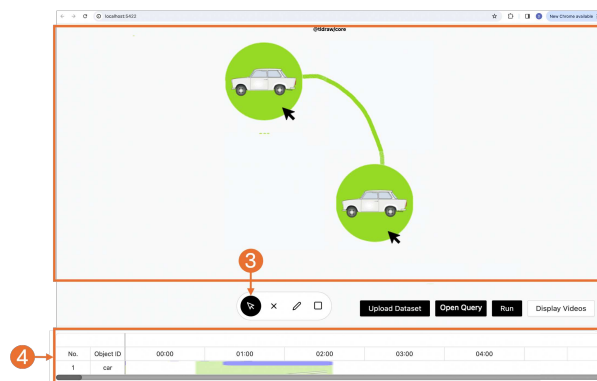 localhost:5423
New Chrome available
@tldraw/core
3
Upload Dataset
Open Query
Run
Display Videos
4
No. Object ID 00:00 01:00 02:00 03:00 04:00
1 car